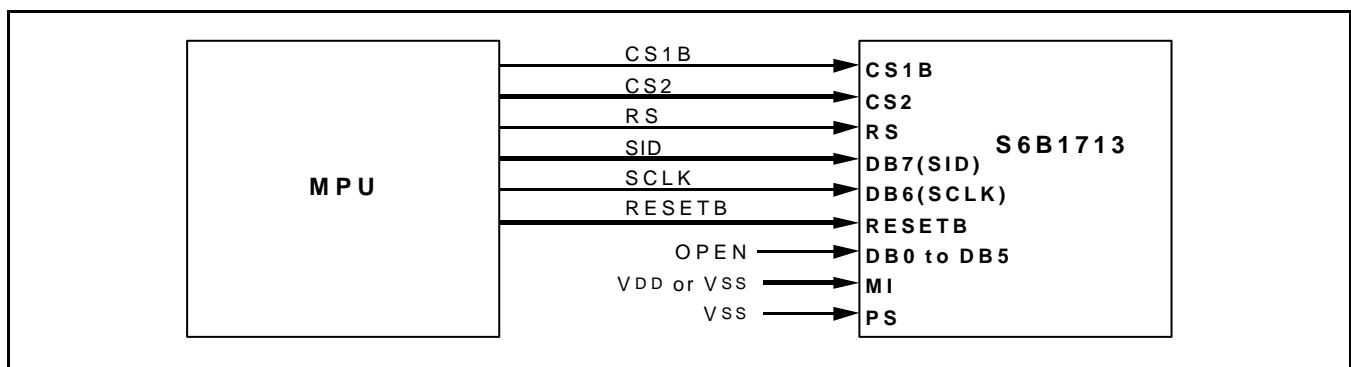 CS1B
CS2
RS
SID
SCLK
RESETB
MPU
OPEN
VDD or VSS
VSS
CS1B
CS2
RS
DB7(SID)
DB6(SCLK)
RESETB
DB0 to DB5
MI
PS
S6B1713